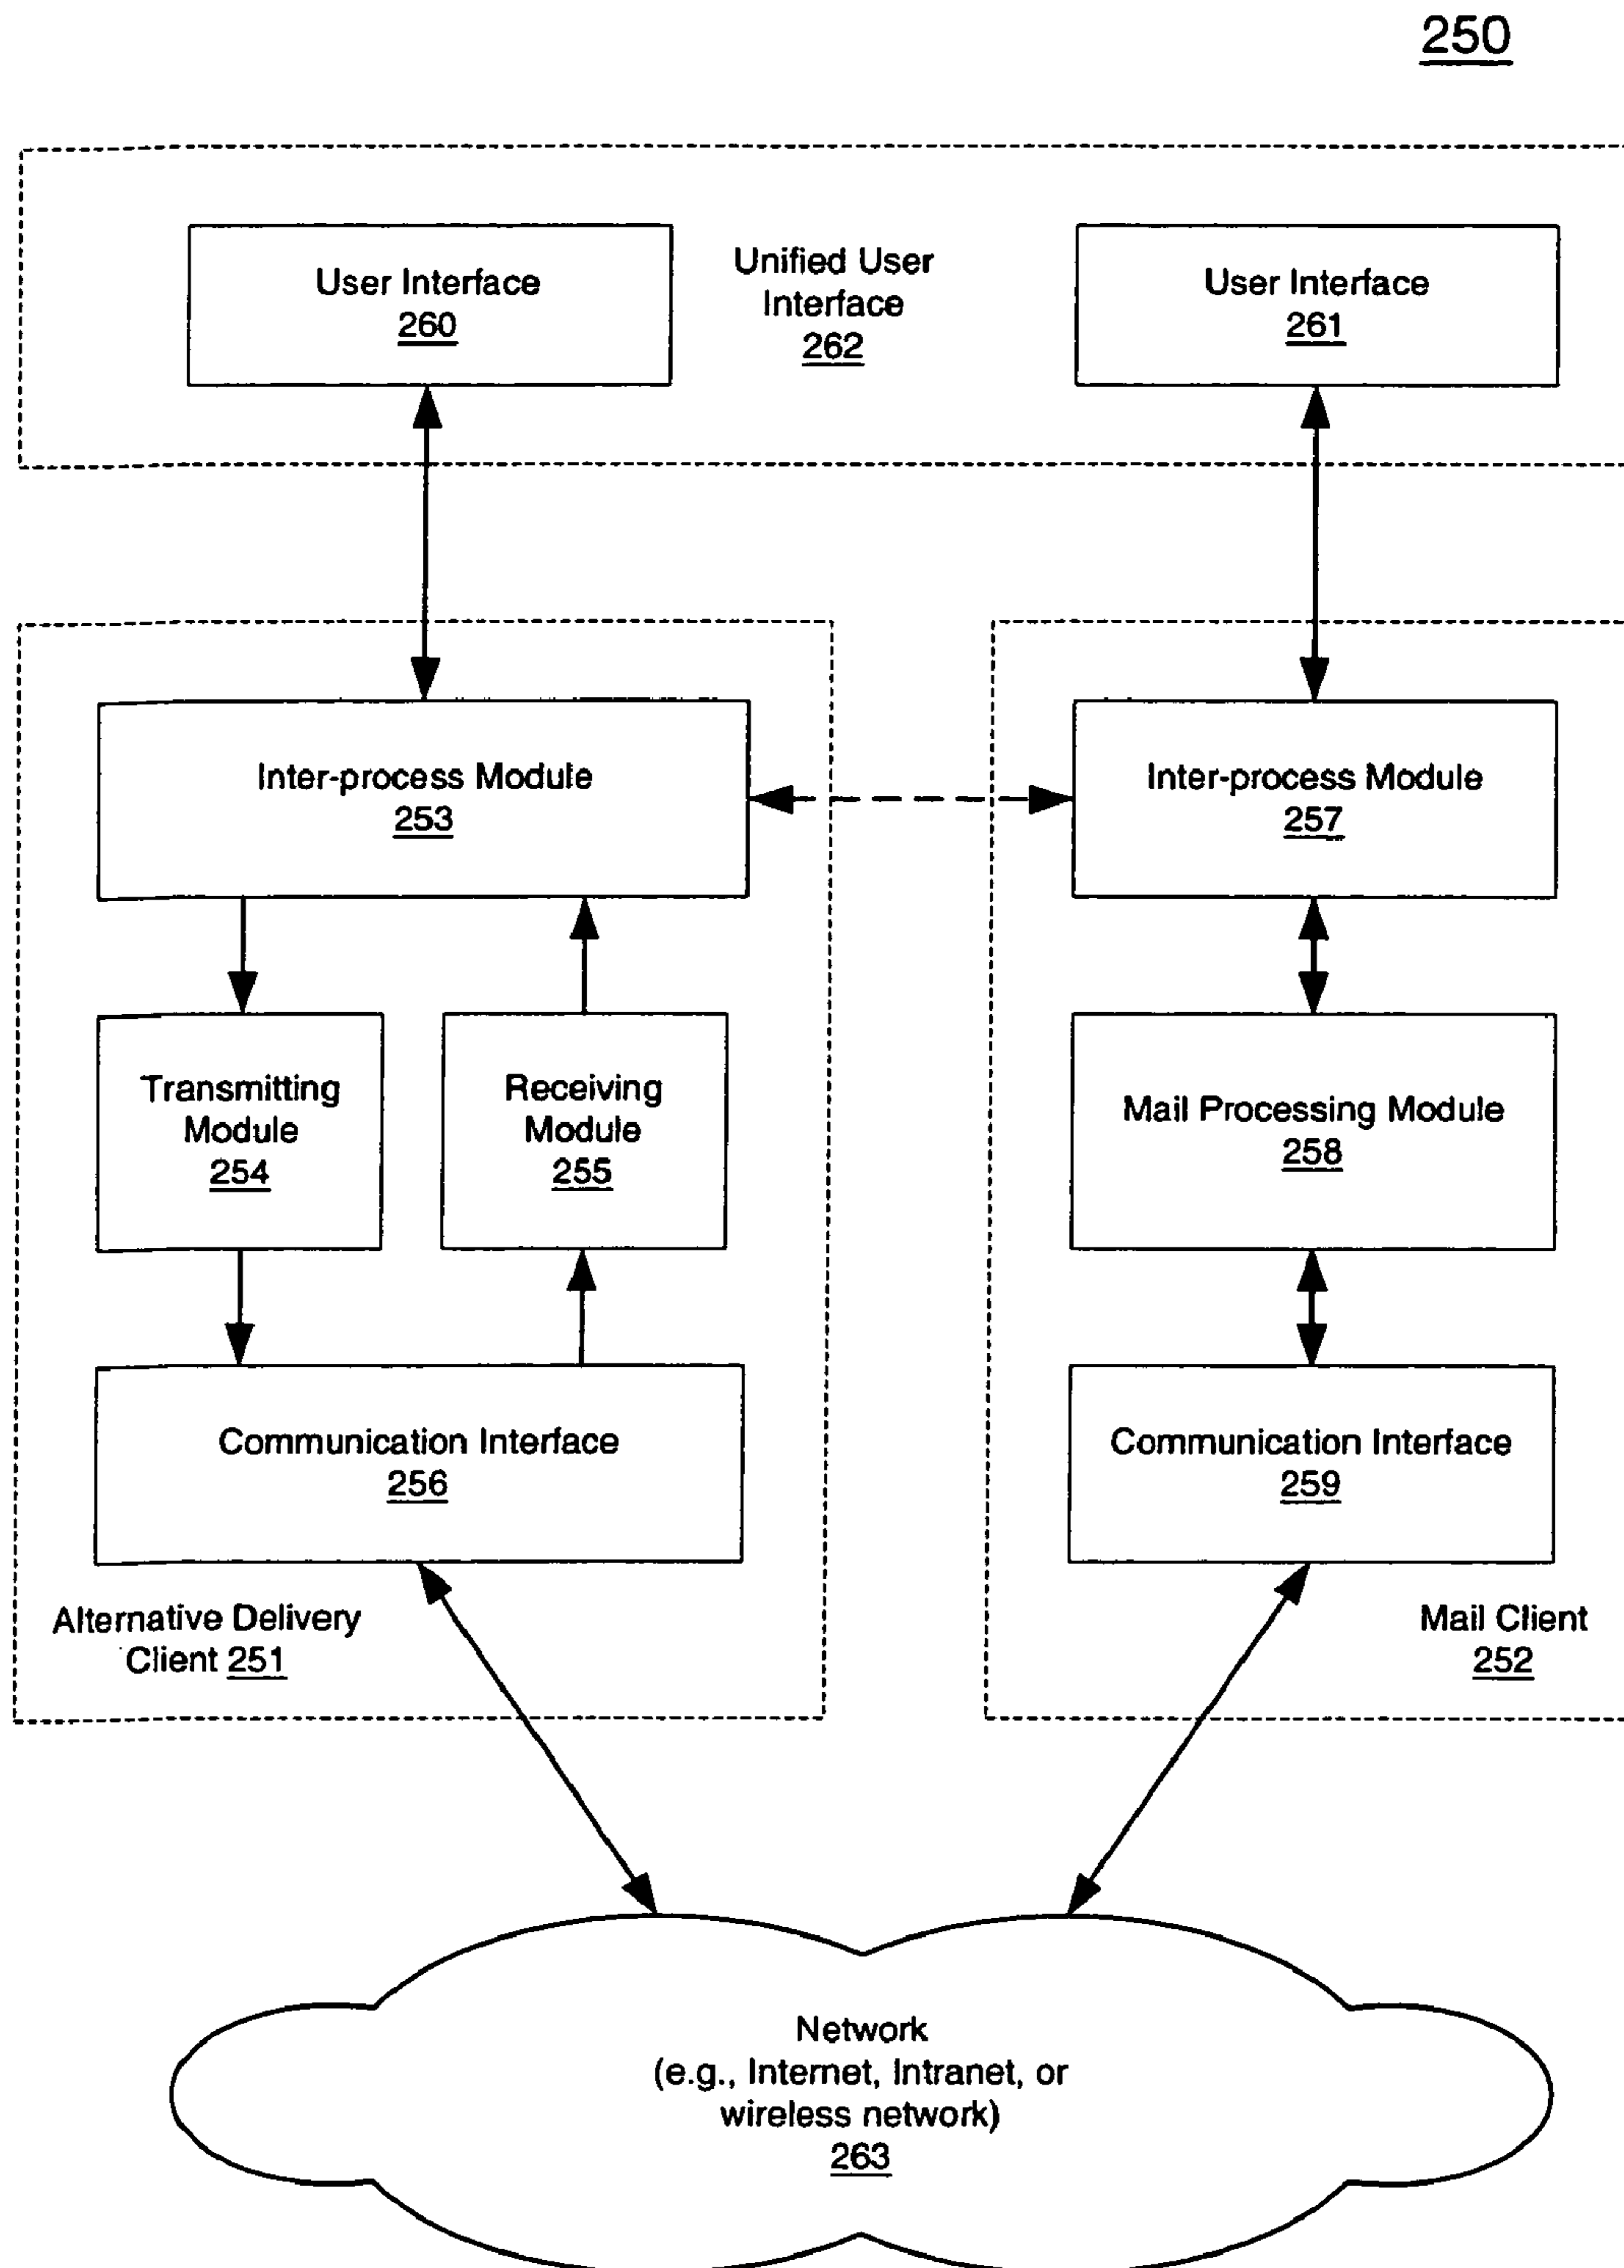 250
User Interface
260
Unified User
Interface
262
User Interface
261
Inter-process Module
253
Inter-process Module
257
Transmitting
Module
254
Receiving
Module
255
Mail Processing Module
258
Communication Interface
256
Communication Interface
259
Alternative Delivery
Client 251
Mail Client
252
Network
(e.g., Internet, Intranet, or
wireless network)
263